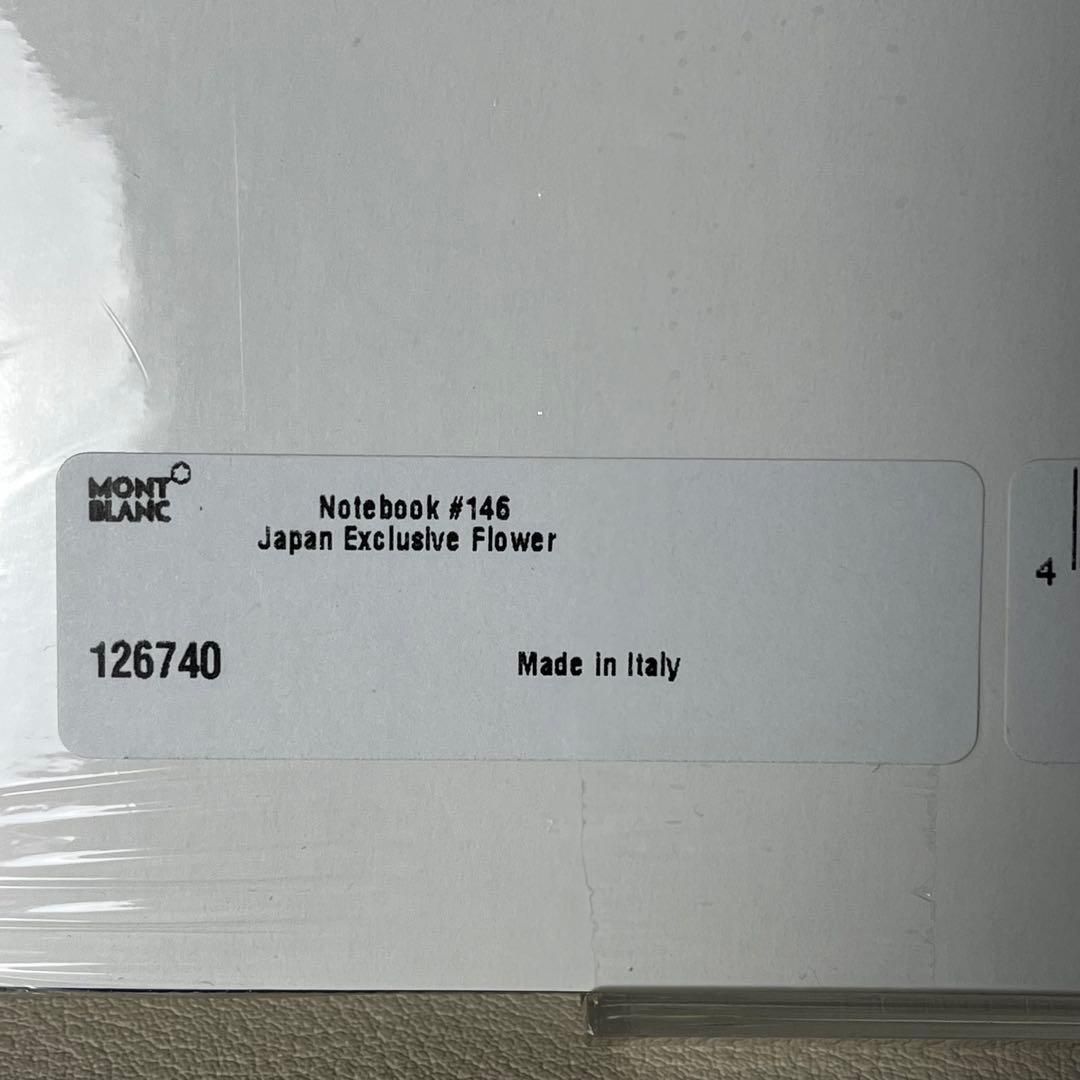 MONT
BLANC
Notebook #146
Japan Exclusive Flower
126740
Made in Italy
4